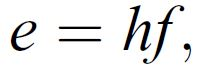 e = hf,